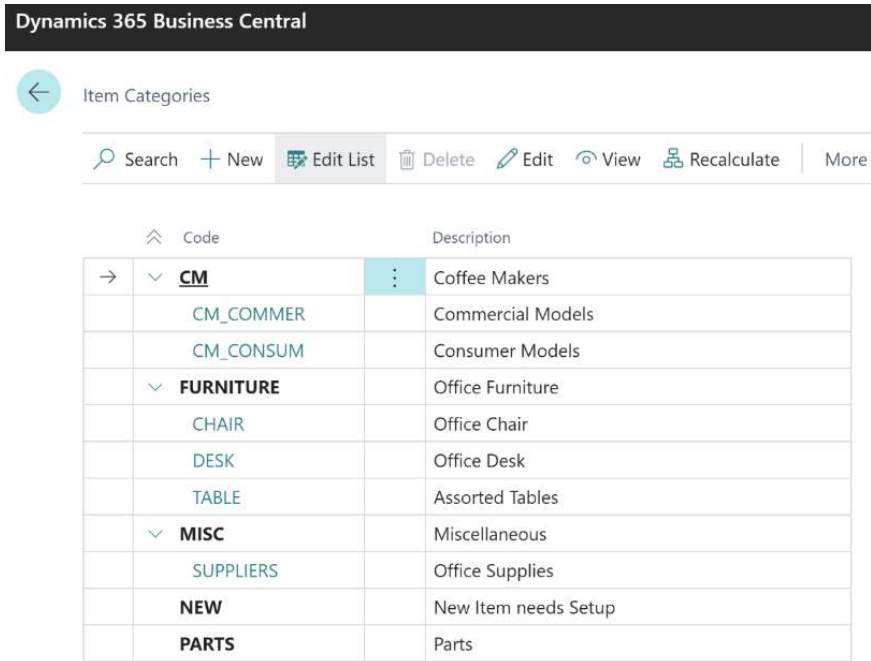 Dynamics 365 Business Central
Item Categories
Search New Edit List Delete Edit View Recalculate More
Code Description
CM Coffee Makers
CM_COMMER Commercial Models
CM_CONSUM Consumer Models
FURNITURE Office Furniture
CHAIR Office Chair
DESK Office Desk
TABLE Assorted Tables
MISC Miscellaneous
SUPPLIERS Office Supplies
NEW New Item needs Setup
PARTS Parts